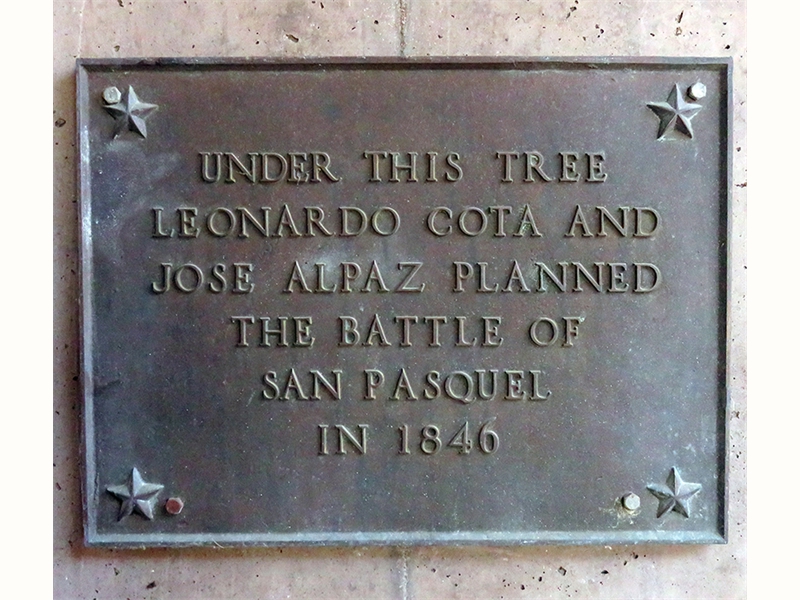 UNDER THIS TREE
LEONARDO COTA AND
JOSE ALPAZ PLANNED
THE BATTLE OF
SAN PASQUEL
IN 1846